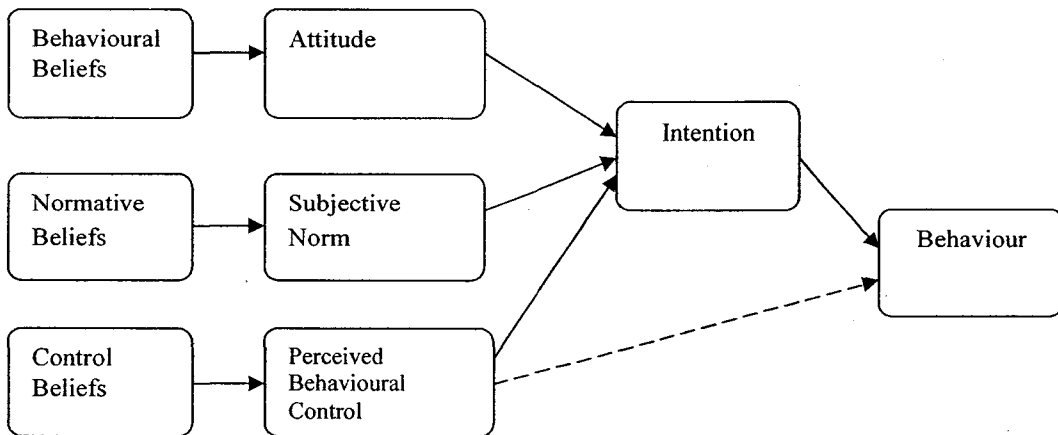 Behavioural
Beliefs
Attitude
Intention
Normative
Beliefs
Subjective
Norm
Behaviour
Control
Beliefs
Perceived
Behavioural
Control